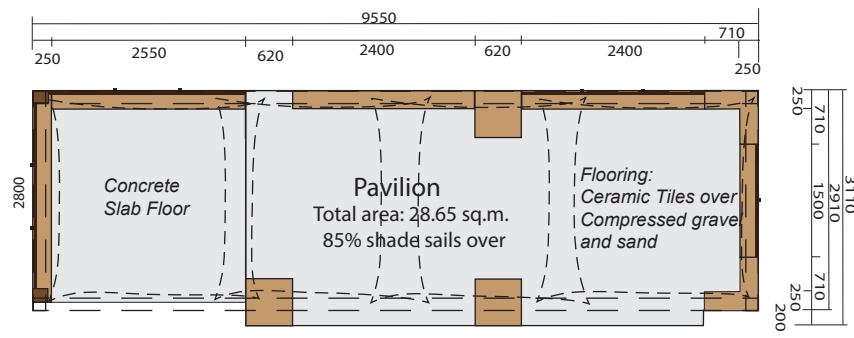 9550
710
250
2550
620
2400
620
2400
250
250
710
2800
1500
2910
3110
710
250
200
Concrete
Slab Floor
Pavilion
Total area: 28.65 sq.m.
85% shade sails over
Flooring:
Ceramic Tiles over
Compressed gravel
and sand